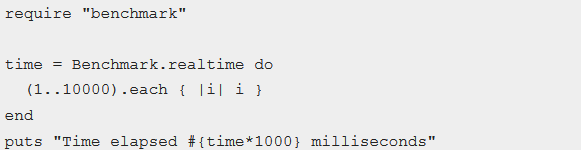 require "benchmark"

time = Benchmark.realtime do
  (1..10000).each { |i| i }
end
puts "Time elapsed #{time*1000} milliseconds"